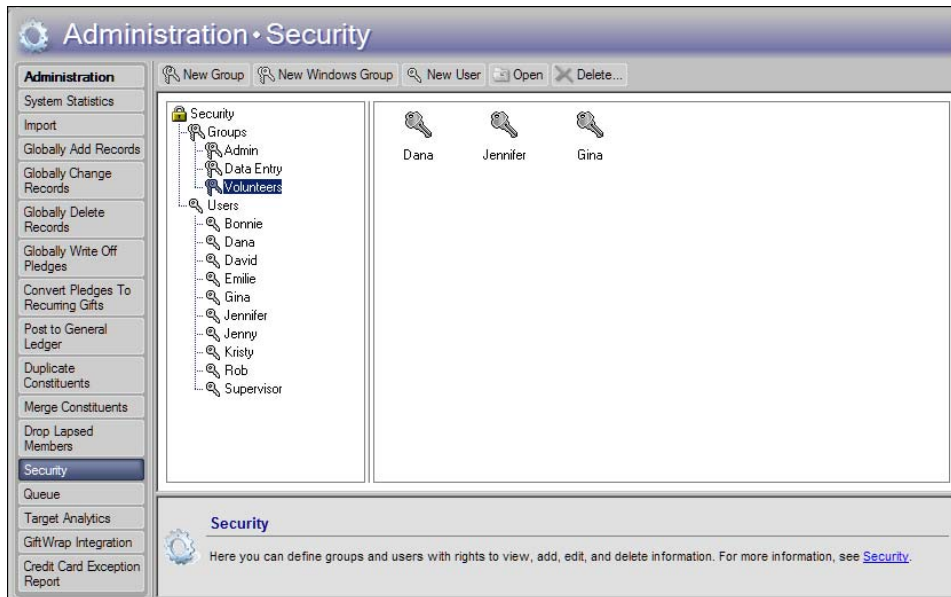 Administration • Security
Administration
System Statistics
Import
Globally Add Records
Globally Change
Records
Globally Delete
Records
Globally Write Off
Pledges
Convert Pledges To
Recurring Gifts
Post to General
Ledger
Duplicate
Constituents
Merge Constituents
Drop Lapsed
Members
Security
Queue
Target Analytics
GiftWrap Integration
Credit Card Exception
Report
New Group New Windows Group New User Open Delete...
Security
Groups
Admin
Data Entry
Volunteers
Users
Bonnie
Dana
David
Emilie
Gina
Jennifer
Jenny
Kristy
Rob
Supervisor
Dana Jennifer Gina
Security
Here you can define groups and users with rights to view, add, edit, and delete information. For more information, see Security.